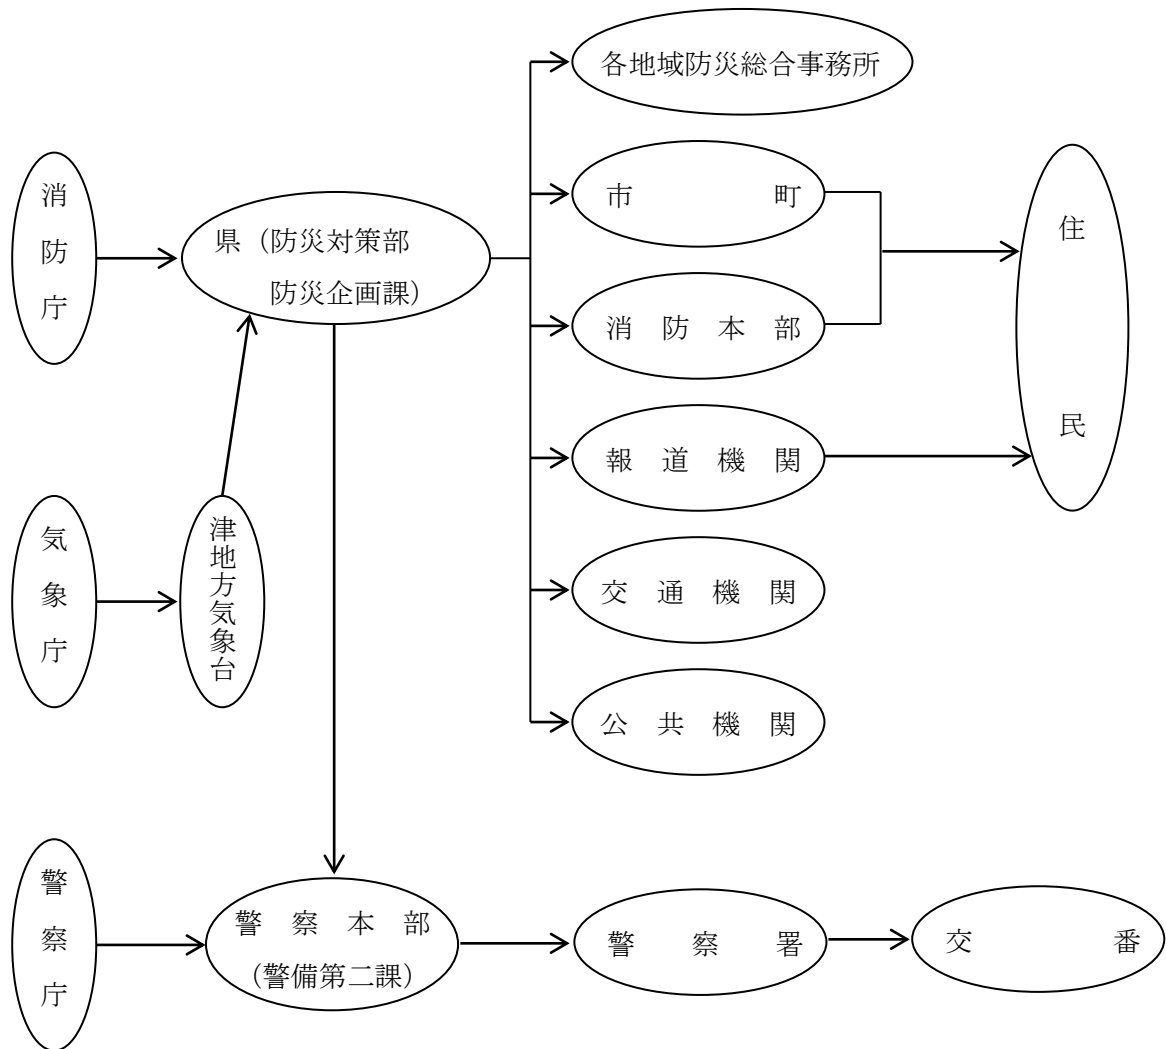 各地域防災総合事務所
消防庁
県（防災対策部
防災企画課）
市町
消防本部
住民
報道機関
気象庁
津地方気象台
交通機関
公共機関
警察庁
警察本部
（警備第二課）
警察署
交番